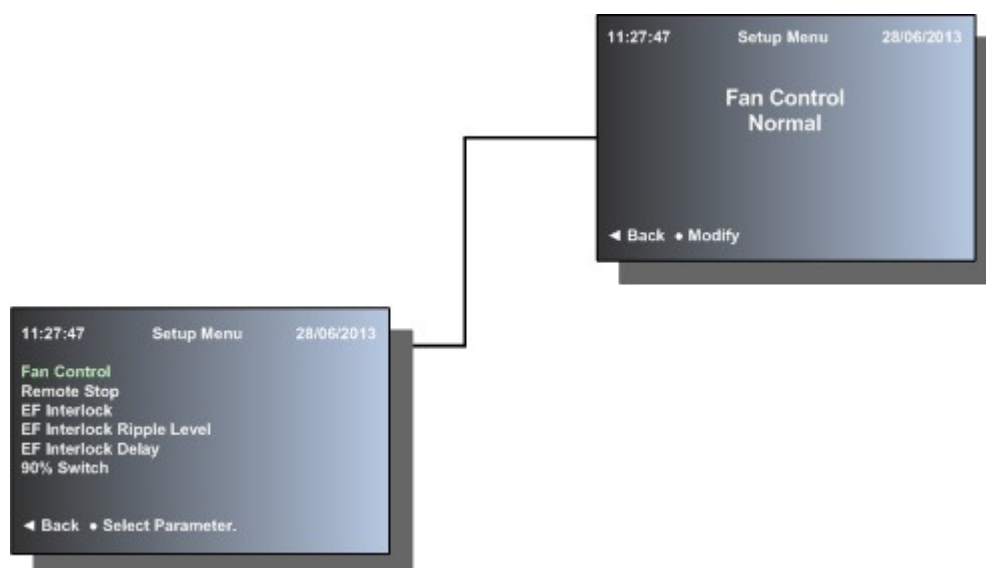 11:27:47 Setup Menu 28/06/2013
Fan Control
Normal
◄ Back ● Modify
11:27:47 Setup Menu 28/06/2013
Fan Control
Remote Stop
EF Interlock
EF Interlock Ripple Level
EF Interlock Delay
90% Switch
◄ Back ● Select Parameter.